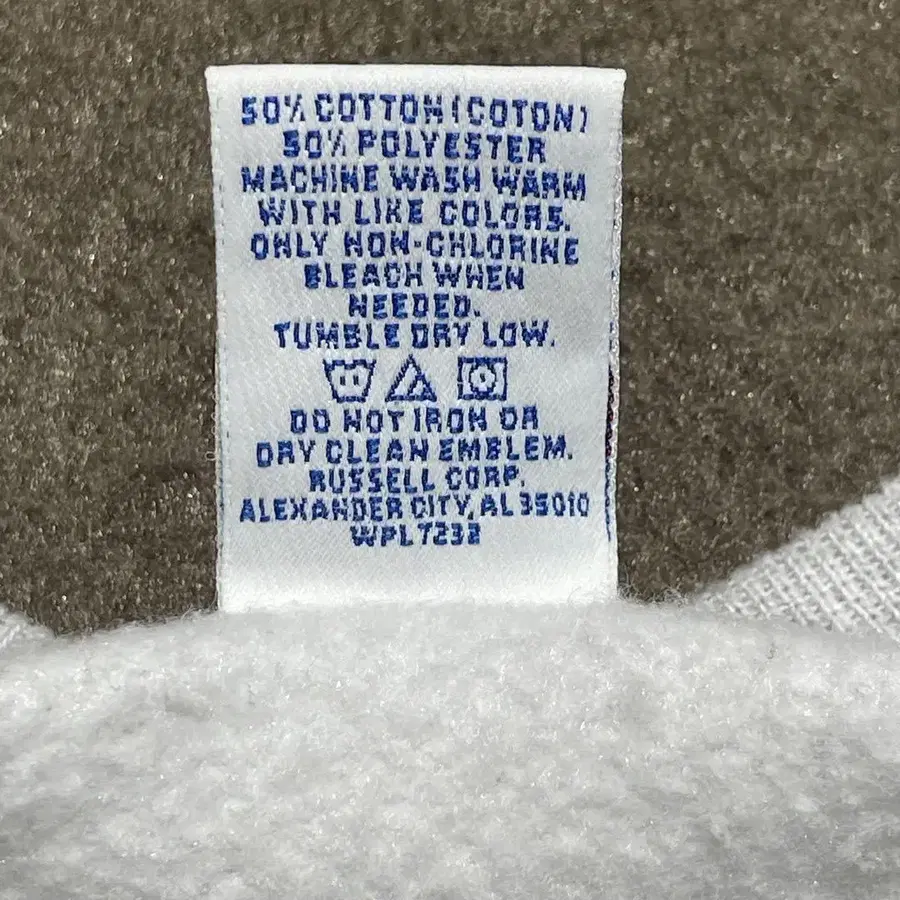 50% COTTON (COTON)
50% POLYESTER
MACHINE WASH WARM
WITH LIKE COLORS.
ONLY NON-CHLORINE
BLEACH WHEN
NEEDED.
TUMBLE DRY LOW.
DO NOT IRON OR
DRY CLEAN EMBLEM.
RUSSELL CORP.
ALEXANDER CITY, AL 35010
WPL 7232